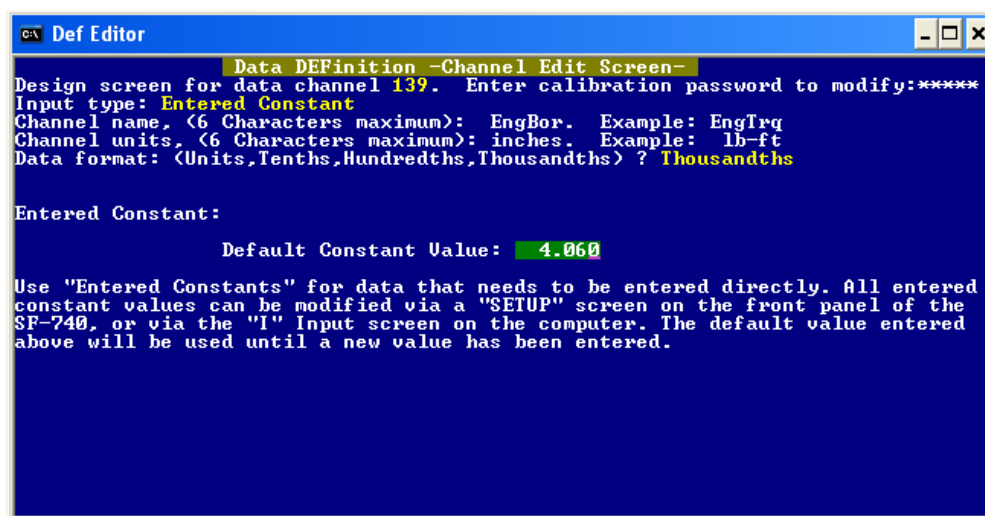 Def Editor
Data DEFinition -Channel Edit Screen-
Design screen for data channel 139.  Enter calibration password to modify:*****
Input type: Entered Constant
Channel name, (6 Characters maximum):  EngBor.  Example: EngTrq
Channel units, (6 Characters maximum): inches.  Example:  lb-ft
Data format: (Units,Tenths,Hundredths,Thousandths) ? Thousandths
Entered Constant:
Default Constant Value:   4.060
Use "Entered Constants" for data that needs to be entered directly. All entered
constant values can be modified via a "SETUP" screen on the front panel of the
SF-740, or via the "I" Input screen on the computer. The default value entered
above will be used until a new value has been entered.